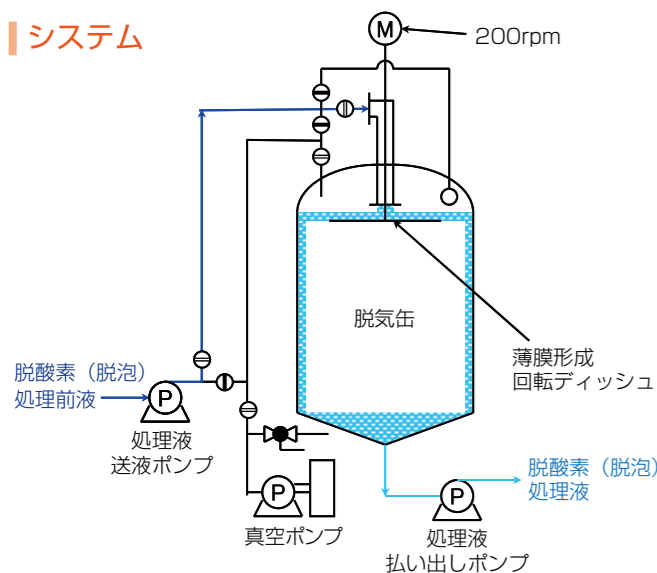 システム
M
200rpm
脱気缶
薄膜形成
回転ディッシュ
脱酸素（脱泡）
処理前液
P
処理液
送液ポンプ
P
真空ポンプ
P
処理液
払い出しポンプ
脱酸素（脱泡）
処理液